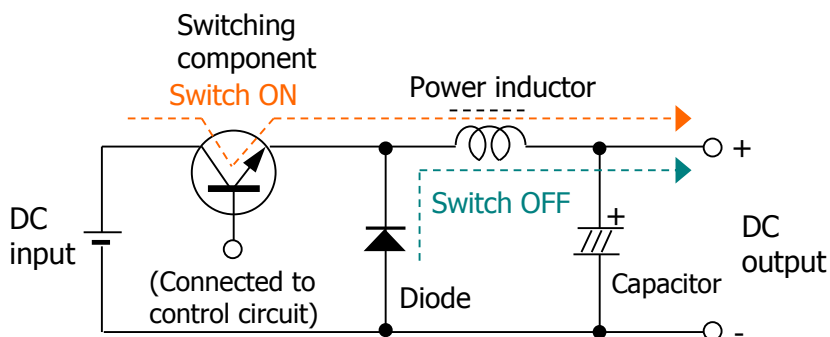 Switching
component
Switch ON
Power inductor
+
Switch OFF
DC
input
+
DC
output
(Connected to
control circuit)
Diode
Capacitor
-